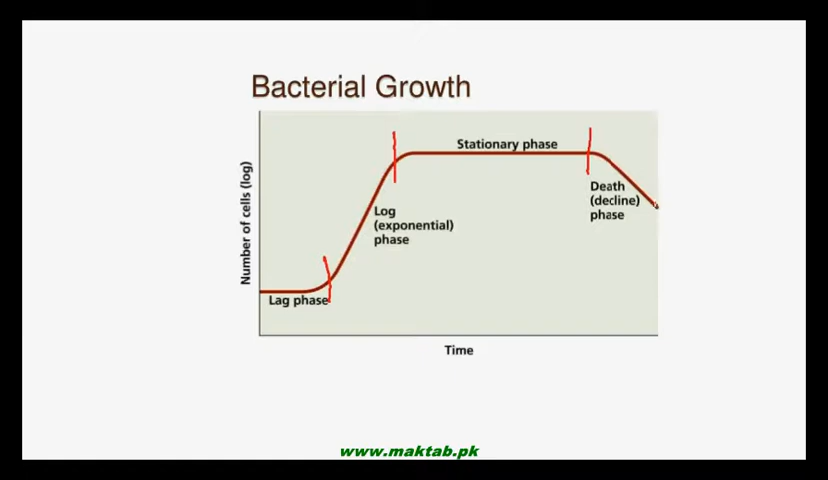 Bacterial Growth
Number of cells (log)
Stationary phase
Death
(decline)
phase
Log
(exponential)
phase
Lag phase
Time
www.maktab.pk